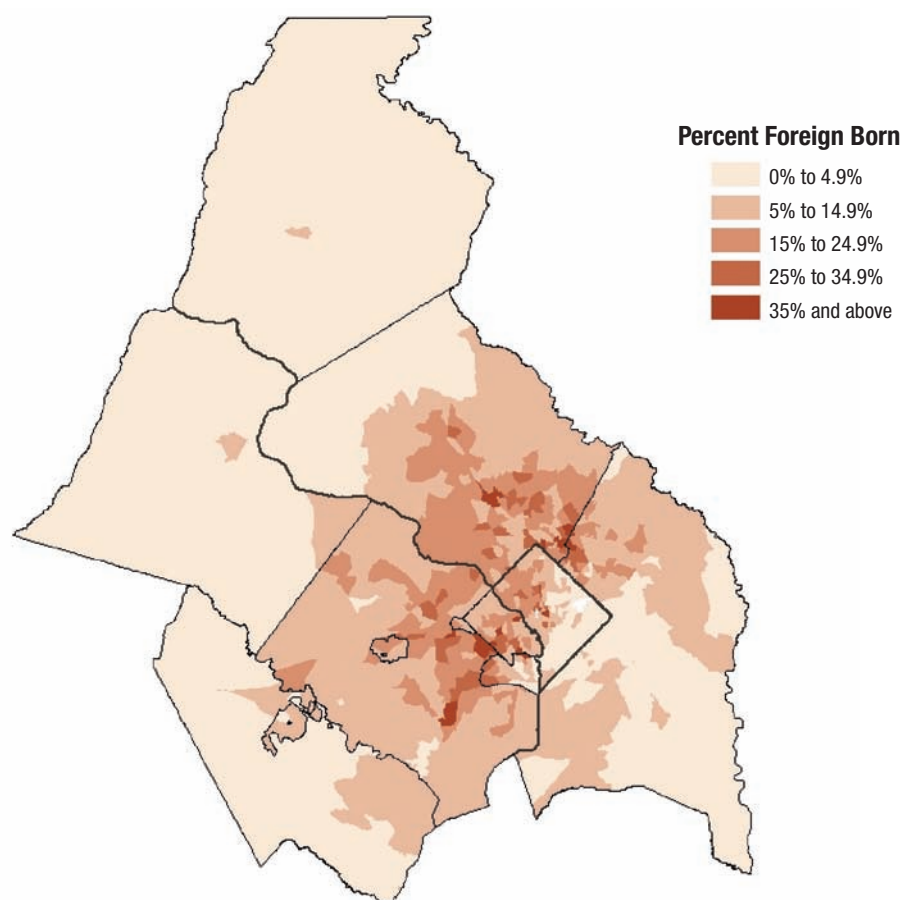 Percent Foreign Born
0% to 4.9%
5% to 14.9%
15% to 24.9%
25% to 34.9%
35% and above